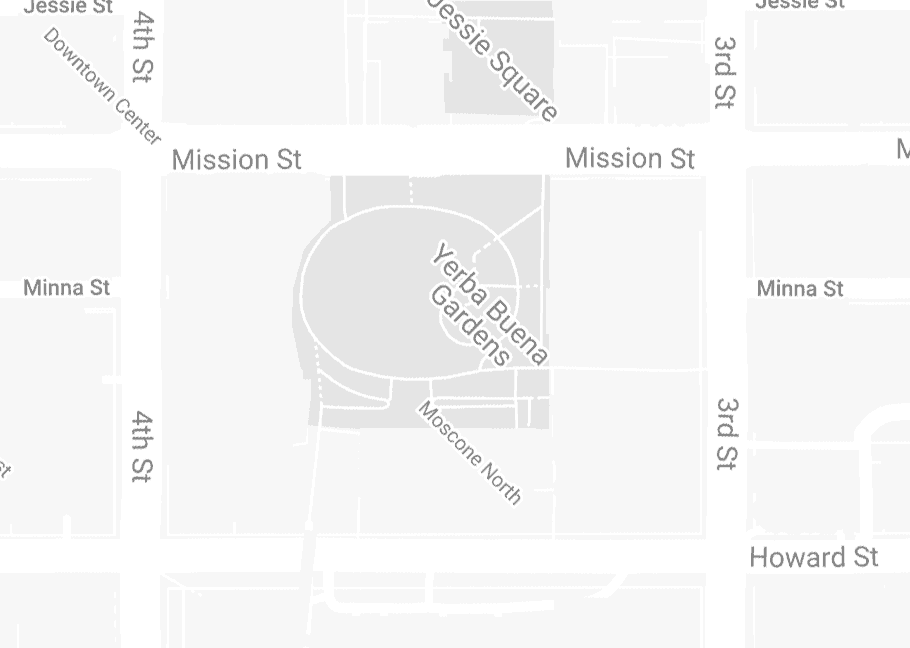 Jessie St
Jessie St
4th St
Downtown Center
Jessie Square
3rd St
Mission St
Mission St
Minna St
Yerba Buena
Gardens
Minna St
4th St
Moscone North
3rd St
Howard St